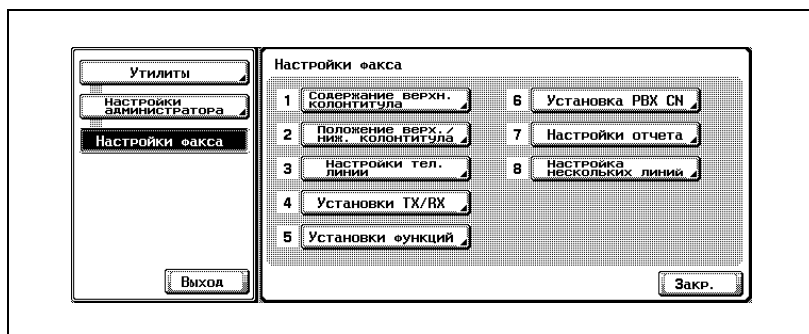 Утилиты
Настройки
администратора
Настройки факса
Выход
Настройки факса
1 Содержание верхн.
колонтитула
2 Положение верх./
ниж. колонтитула
3 Настройки тел.
линии
4 Установки TX/RX
5 Установки функций
6 Установка PBX CN
7 Настройки отчета
8 Настройка
нескольких линий
Закр.